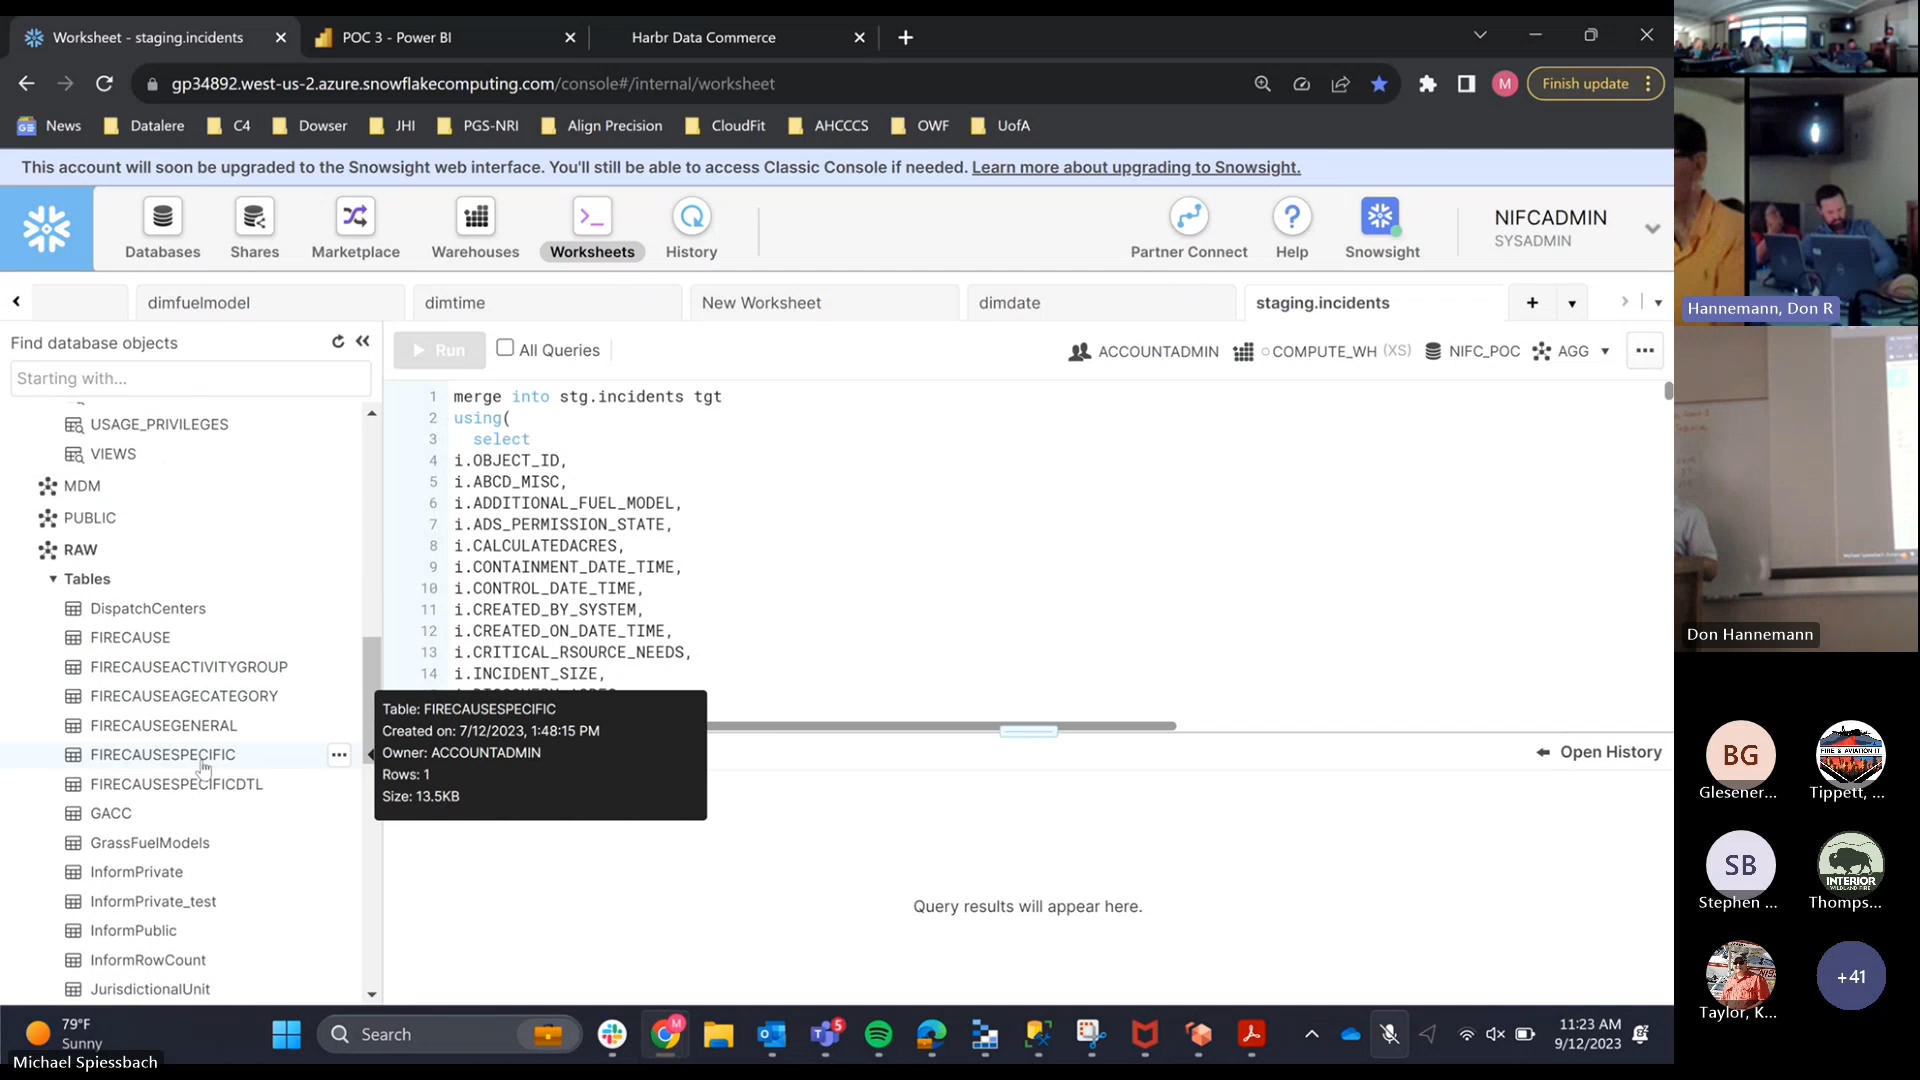 Worksheet - staging.incidents
POC 3 - Power BI
Harbr Data Commerce
gp34892.west-us-2.azure.snowflakecomputing.com/console#/internal/worksheet
M
Finish update
News
Datalere
C4
Dowser
JHI
PGS-NRI
Align Precision
CloudFit
AHCCCS
OWF
UofA
This account will soon be upgraded to the Snowsight web interface. You'll still be able to access Classic Console if needed. Learn more about upgrading to Snowsight.
Databases
Shares
Marketplace
Warehouses
Worksheets
History
Partner Connect
Help
Snowsight
NIFCADMIN
SYSADMIN
dimfuelmodel
dimtime
New Worksheet
dimdate
staging.incidents
Find database objects
Starting with...
Run
All Queries
ACCOUNTADMIN
COMPUTE_WH (XS)
NIFC_POC
AGG
USAGE_PRIVILEGES
VIEWS
MDM
PUBLIC
RAW
Tables
DispatchCenters
FIRECAUSE
FIRECAUSEACTIVITYGROUP
FIRECAUSEAGECATEGORY
FIRECAUSEGENERAL
FIRECAUSESPECIFIC
FIRECAUSESPECIFICDTL
GACC
GrassFuelModels
InformPrivate
InformPrivate_test
InformPublic
InformRowCount
JurisdictionalUnit
1 merge into stg.incidents tgt
2 using(
3 select
4 i.OBJECT_ID,
5 i.ABCD_MISC,
6 i.ADDITIONAL_FUEL_MODEL,
7 i.ADS_PERMISSION_STATE,
8 i.CALCULATEDACRES,
9 i.CONTAINMENT_DATE_TIME,
10 i.CONTROL_DATE_TIME,
11 i.CREATED_BY_SYSTEM,
12 i.CREATED_ON_DATE_TIME,
13 i.CRITICAL_RSOURCE_NEEDS,
14 i.INCIDENT_SIZE,
Table: FIRECAUSESPECIFIC
Created on: 7/12/2023, 1:48:15 PM
Owner: ACCOUNTADMIN
Rows: 1
Size: 13.5KB
Open History
Query results will appear here.
79°F
Sunny
Search
M
5
11:23 AM
9/12/2023
Michael Spiessbach
Hannemann, Don R
Don Hannemann
BG
Glesener...
FIRE & AVIATION IT
Tippett, ...
SB
Stephen ...
INTERIOR
WILDLAND FIRE
Thomps...
Taylor, K...
+41